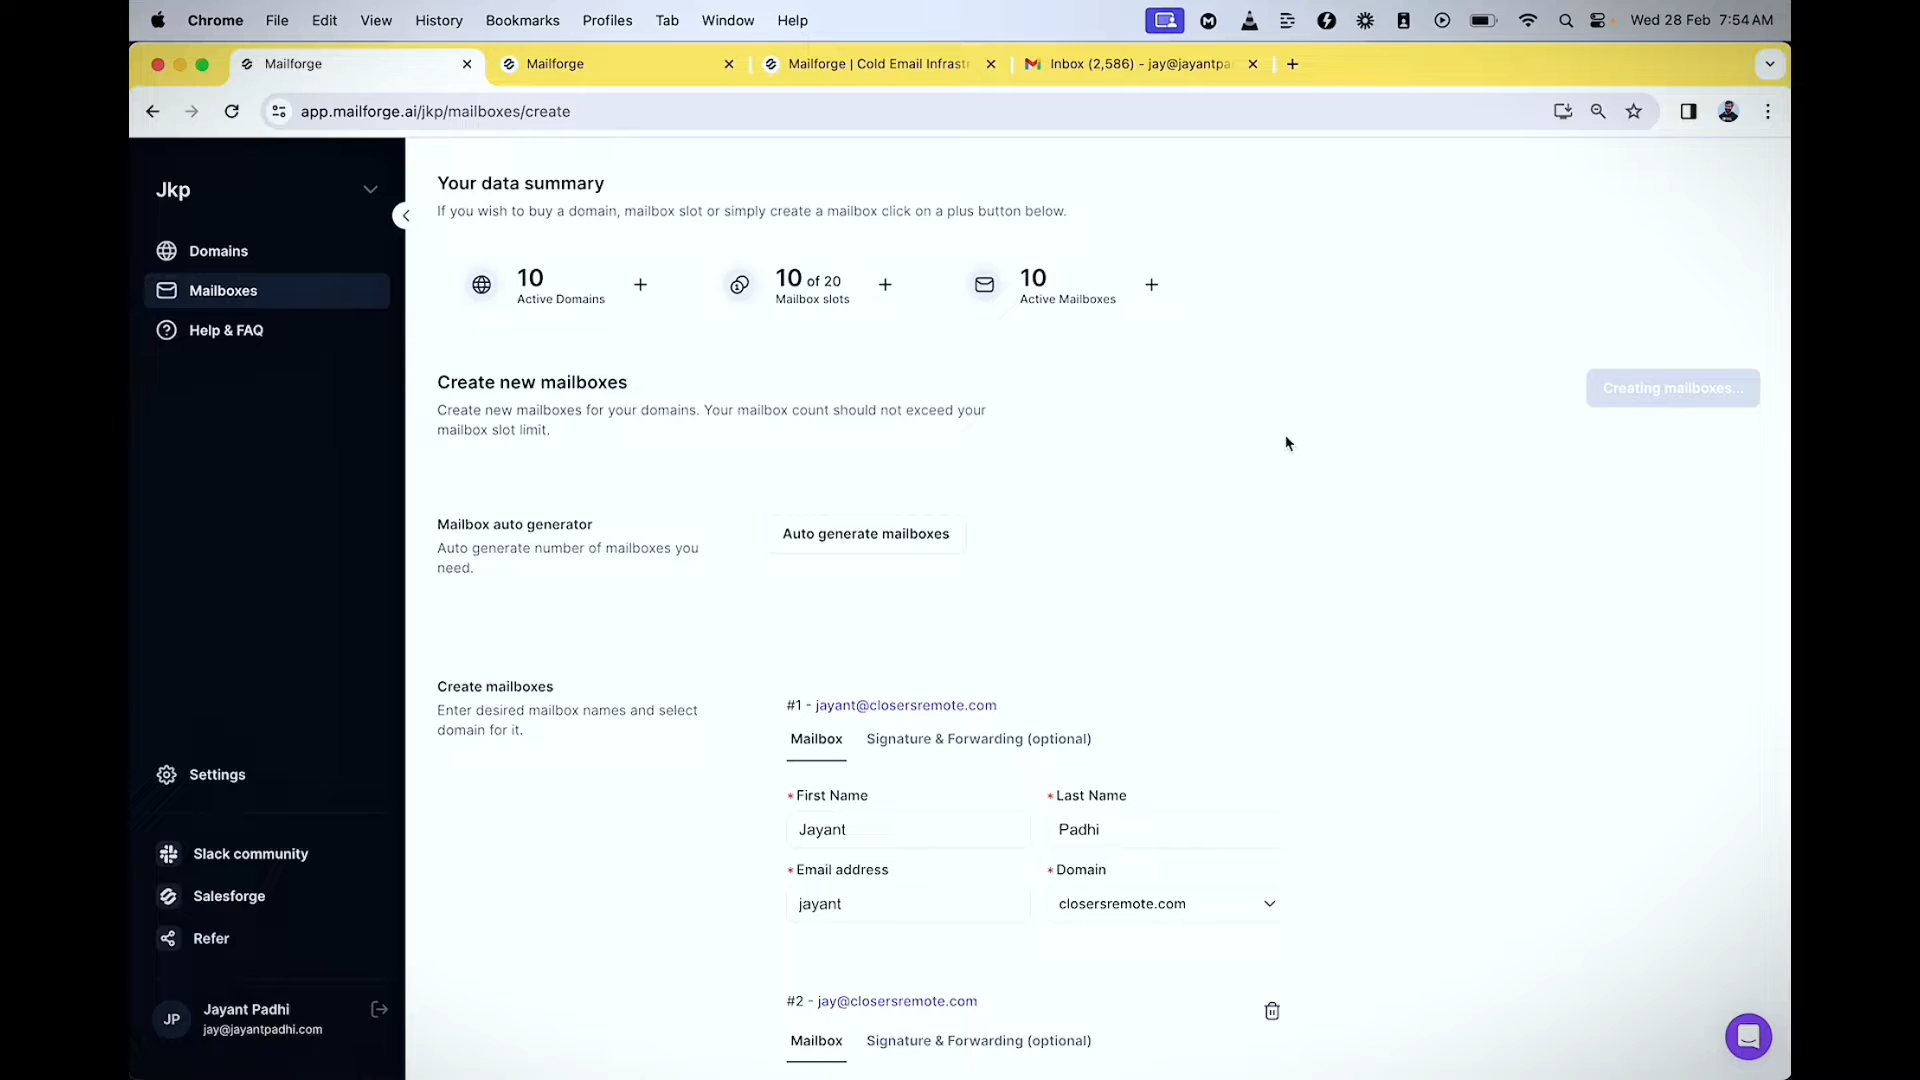 Chrome File Edit View History Bookmarks Profiles Tab Window Help Wed 28 Feb 7:54 AM
Mailforge Mailforge Mailforge | Cold Email Infrastr Inbox (2,586) - jay@jayantpa
app.mailforge.ai/jkp/mailboxes/create
Jkp
Domains
Mailboxes
Help & FAQ
Settings
Slack community
Salesforge
Refer
JP
Jayant Padhi
jay@jayantpadhi.com
Your data summary
If you wish to buy a domain, mailbox slot or simply create a mailbox click on a plus button below.
10
Active Domains
10 of 20
Mailbox slots
10
Active Mailboxes
Create new mailboxes
Create new mailboxes for your domains. Your mailbox count should not exceed your
mailbox slot limit.
Creating mailboxes...
Mailbox auto generator
Auto generate number of mailboxes you
need.
Auto generate mailboxes
Create mailboxes
Enter desired mailbox names and select
domain for it.
#1 - jayant@closersremote.com
Mailbox Signature & Forwarding (optional)
* First Name * Last Name
Jayant Padhi
* Email address * Domain
jayant closersremote.com
#2 - jay@closersremote.com
Mailbox Signature & Forwarding (optional)